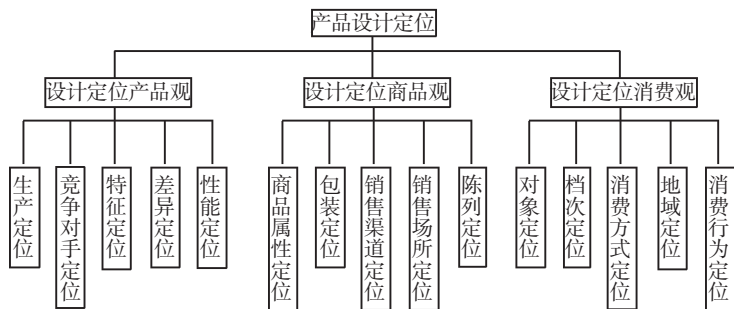 产品设计定位
设计定位产品观
设计定位商品观
设计定位消费观
生产定位
竞争对手定位
特征定位
差异定位
性能定位
商品属性定位
包装定位
销售渠道定位
销售场所定位
陈列定位
对象定位
档次定位
消费方式定位
地域定位
消费行为定位